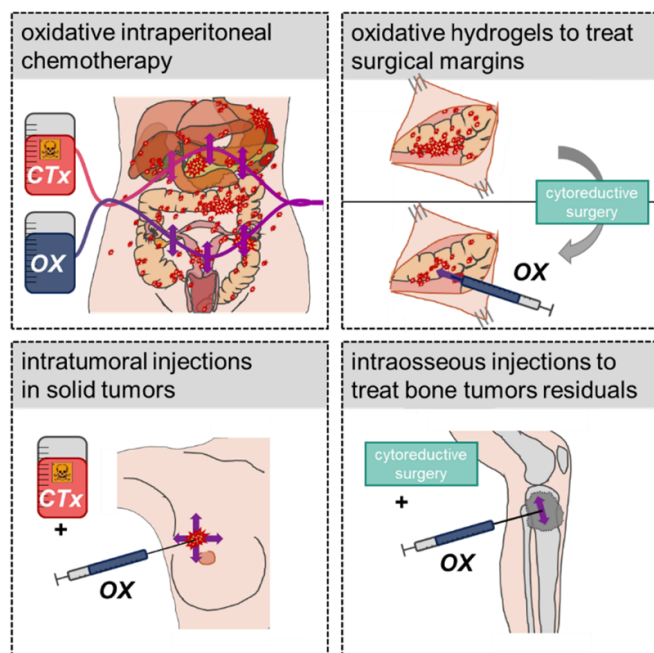 oxidative intraperitoneal
chemotherapy
CTx
OX
oxidative hydrogels to treat
surgical margins
cytoreductive
surgery
OX
intratumoral injections
in solid tumors
CTx
+
OX
intraosseous injections to
treat bone tumors residuals
cytoreductive
surgery
+
OX